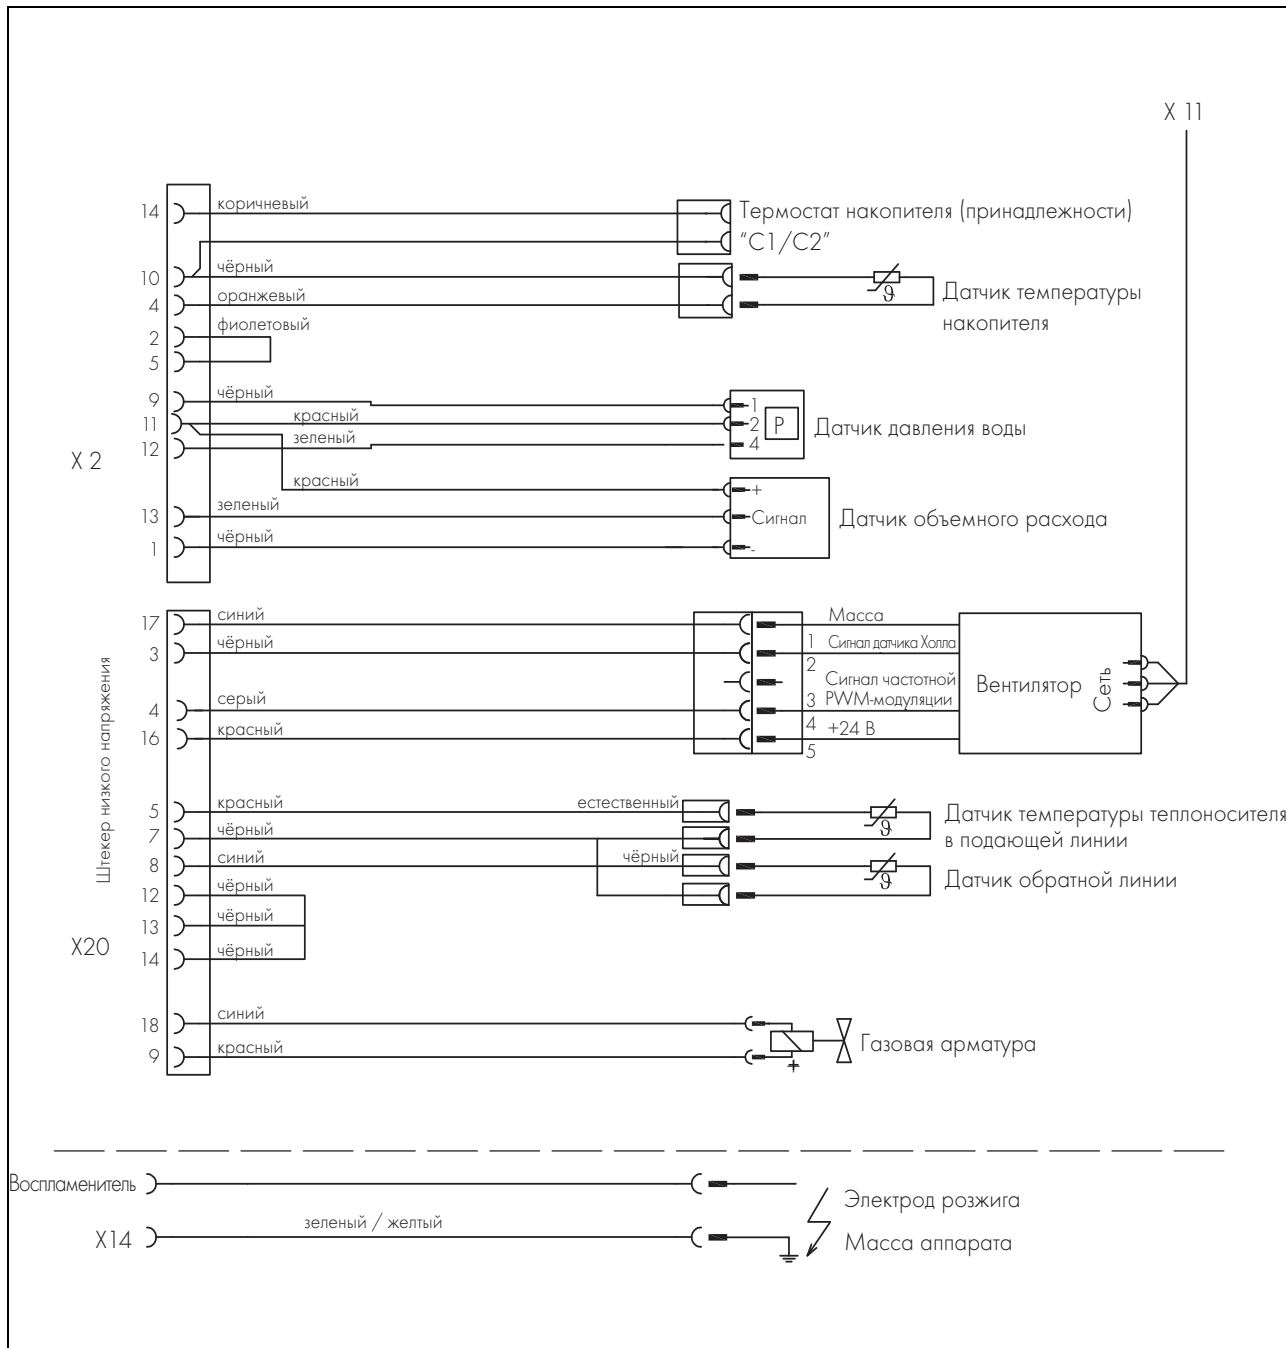 X 11
14 коричневый
Термостат накопителя (принадлежности)
"C1/C2"
10 чёрный
4 оранжевый
ϑ
Датчик температуры
накопителя
2 фиолетовый
5
9 чёрный
11 красный
12 зеленый
1
2
4
P
Датчик давления воды
X 2
красный
+
13 зеленый
Сигнал
Датчик объемного расхода
1 чёрный
-
Штекер низкого напряжения
17 синий
Масса
3 чёрный
1 Сигнал датчика Холла
2
Сигнал частотной
3 PWM-модуляции
4 серый
4 +24 В
16 красный
5
Вентилятор
Сеть
5 красный
естественный
7 чёрный
ϑ
Датчик температуры теплоносителя
в подающей линии
8 синий
чёрный
ϑ
Датчик обратной линии
12 чёрный
13 чёрный
14 чёрный
X20
18 синий
9 красный
+
Газовая арматура
Воспламенитель
Электрод розжига
X14
зеленый / желтый
Масса аппарата